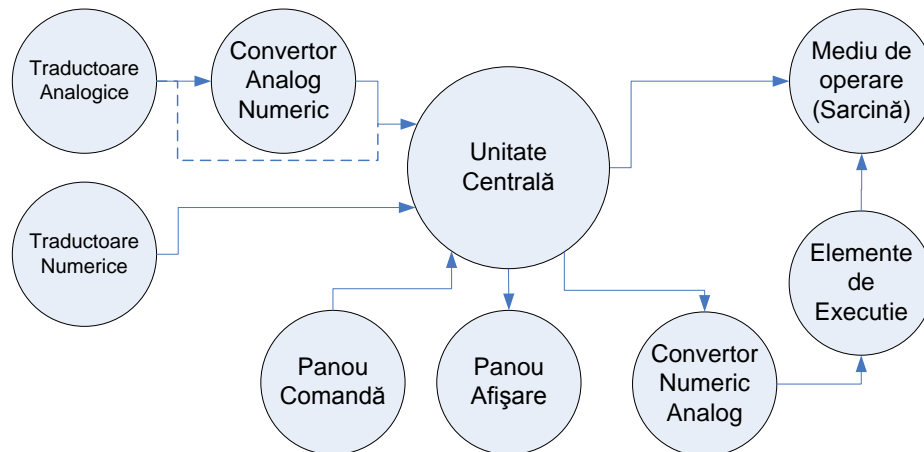 Traductoare
Analogice
Convertor
Analog
Numeric
Mediu de
operare
(Sarcină)
Unitate
Centrală
Traductoare
Numerice
Elemente
de
Executie
Panou
Comandă
Panou
Afişare
Convertor
Numeric
Analog